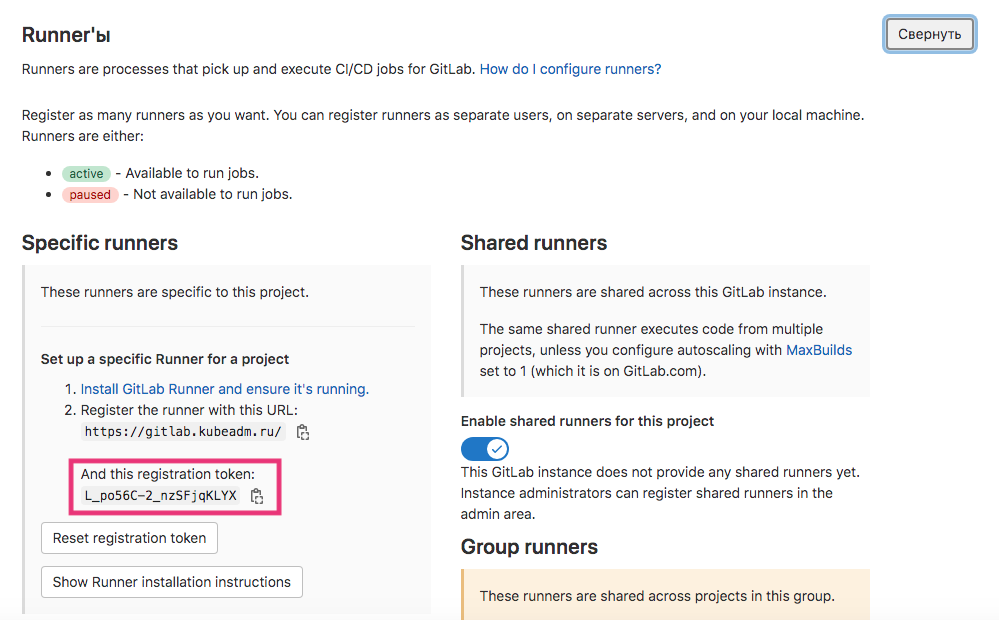 Runner'ы
Свернуть
Runners are processes that pick up and execute CI/CD jobs for GitLab. How do I configure runners?
Register as many runners as you want. You can register runners as separate users, on separate servers, and on your local machine.
Runners are either:
active - Available to run jobs.
paused - Not available to run jobs.
Specific runners
These runners are specific to this project.
Set up a specific Runner for a project
1. Install GitLab Runner and ensure it's running.
2. Register the runner with this URL:
https://gitlab.kubeadm.ru/
And this registration token:
L_po56C-2_nzSFjqKLYX
Reset registration token
Show Runner installation instructions
Shared runners
These runners are shared across this GitLab instance.
The same shared runner executes code from multiple
projects, unless you configure autoscaling with MaxBuilds
set to 1 (which it is on GitLab.com).
Enable shared runners for this project
This GitLab instance does not provide any shared runners yet.
Instance administrators can register shared runners in the
admin area.
Group runners
These runners are shared across projects in this group.